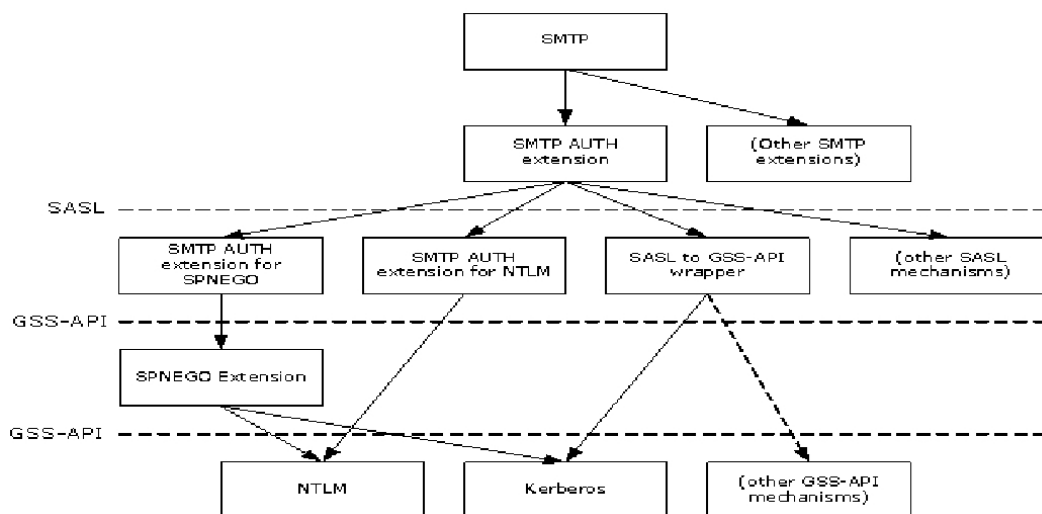 SMTP
SMTP AUTH
extension
(Other SMTP
extensions)
SASL
SMTP AUTH
extension for
SPNEGO
SMTP AUTH
extension for NTLM
SASL to GSS-API
wrapper
(other SASL
mechanisms)
GSS-API
SPNEGO Extension
GSS-API
NTLM
Kerberos
(other GSS-API
mechanisms)